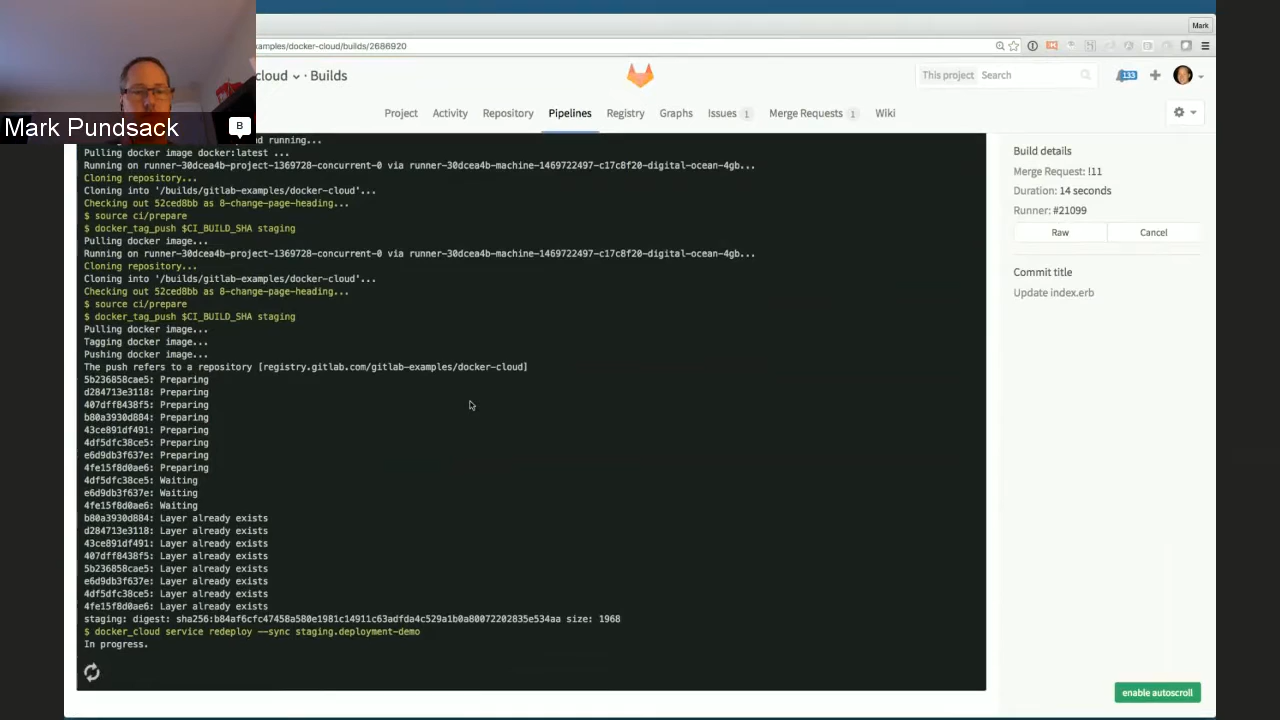 Mark
examples/docker-cloud/builds/2686920
cloud · Builds
This project
Search
133
Mark Pundsack
B
Project
Activity
Repository
Pipelines
Registry
Graphs
Issues 1
Merge Requests 1
Wiki
nd running...
Pulling docker image docker:latest ...
Running on runner-30dcea4b-project-1369728-concurrent-0 via runner-30dcea4b-machine-1469722497-c17c8f20-digital-ocean-4gb...
Cloning repository...
Cloning into '/builds/gitlab-examples/docker-cloud'...
Checking out 52ced8bb as 8-change-page-heading...
$ source ci/prepare
$ docker_tag_push $CI_BUILD_SHA staging
Pulling docker image...
Running on runner-30dcea4b-project-1369728-concurrent-0 via runner-30dcea4b-machine-1469722497-c17c8f20-digital-ocean-4gb...
Cloning repository...
Cloning into '/builds/gitlab-examples/docker-cloud'...
Checking out 52ced8bb as 8-change-page-heading...
$ source ci/prepare
$ docker_tag_push $CI_BUILD_SHA staging
Pulling docker image...
Tagging docker image...
Pushing docker image...
The push refers to a repository [registry.gitlab.com/gitlab-examples/docker-cloud]
5b236858cae5: Preparing
d284713e3118: Preparing
407dff8438f5: Preparing
b80a3930d884: Preparing
43ce891df491: Preparing
4df5dfc38ce5: Preparing
e6d9db3f637e: Preparing
4fe15f8d0ae6: Preparing
4df5dfc38ce5: Waiting
e6d9db3f637e: Waiting
4fe15f8d0ae6: Waiting
b80a3930d884: Layer already exists
d284713e3118: Layer already exists
43ce891df491: Layer already exists
407dff8438f5: Layer already exists
5b236858cae5: Layer already exists
e6d9db3f637e: Layer already exists
4df5dfc38ce5: Layer already exists
4fe15f8d0ae6: Layer already exists
staging: digest: sha256:b84af6cfc47458a580e1981c14911c63adfda4c529a1b0a80072202835e534aa size: 1968
$ docker_cloud service redeploy --sync staging.deployment-demo
In progress.
Build details
Merge Request: !11
Duration: 14 seconds
Runner: #21099
Raw
Cancel
Commit title
Update index.erb
enable autoscroll